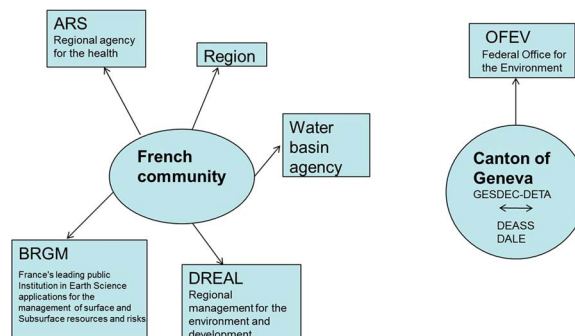 ARS
Regional agency
for the health
Region
Water
basin
agency
French
community
BRGM
France's leading public
Institution in Earth Science
applications for the
management of surface and
Subsurface resources and risks
DREAL
Regional
management for the
environment and
development
OFEV
Federal Office for
the Environment
Canton of
Geneva
GESDEC-DETA
DEASS
DALE